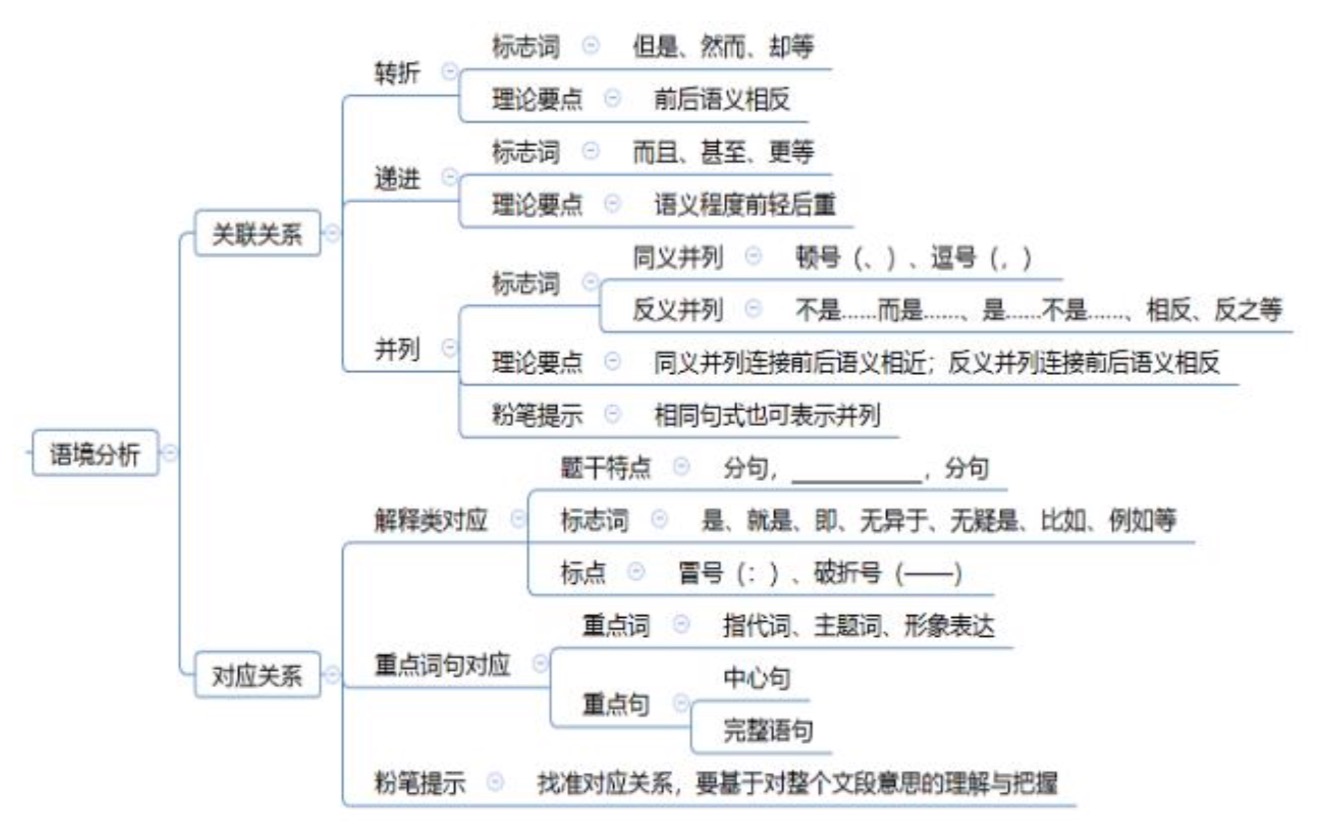 标志词 但是、然而、却等
转折
理论要点 前后语义相反
标志词 而且、甚至、更等
递进
理论要点 语义程度前轻后重
关联关系
同义并列 顿号（、）、逗号（，）
标志词
反义并列 不是……而是……、是……不是……、相反、反之等
并列
理论要点 同义并列连接前后语义相近；反义并列连接前后语义相反
粉笔提示 相同句式也可表示并列
语境分析
题干特点 分句，___________，分句
解释类对应 标志词 是、就是、即、无异于、无疑是、比如、例如等
标点 冒号（：）、破折号（——）
重点词 指代词、主题词、形象表达
对应关系 重点词句对应
中心句
重点句
完整语句
粉笔提示 找准对应关系，要基于对整个文段意思的理解与把握